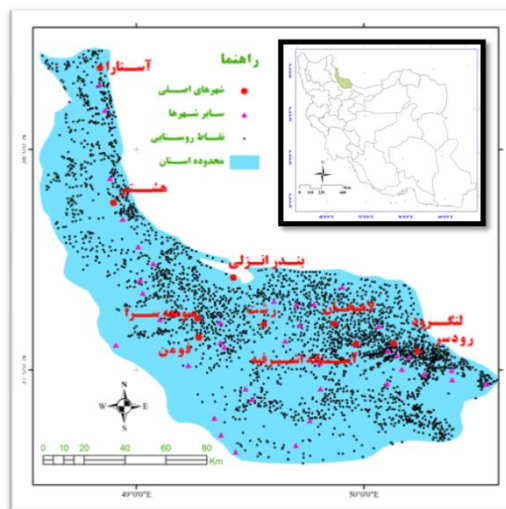 راهنما
شهرهای اصلی
سایر شهرها
نقاط روستایی
محدوده استان
آستارا
هشتپر
بندر انزلی
صومعه سرا
رشت
لاهیجان
لنگرود
رودسر
فومن
آستانه اشرفیه
N
W
E
S
0
10
20
40
60
80
Km
49°0'0"E
50°0'0"E